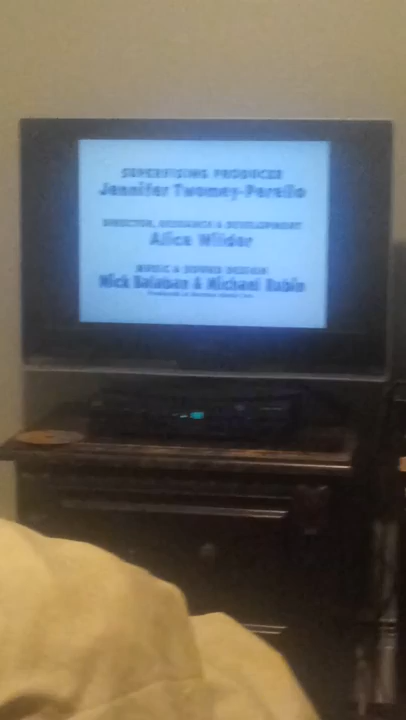 SUPERVISING PRODUCER
Jennifer Twomey-Perello
DIRECTOR, RESEARCH & DEVELOPMENT
Alice Wilder
MUSIC & SOUND DESIGN
Nick Balaban & Michael Rubin